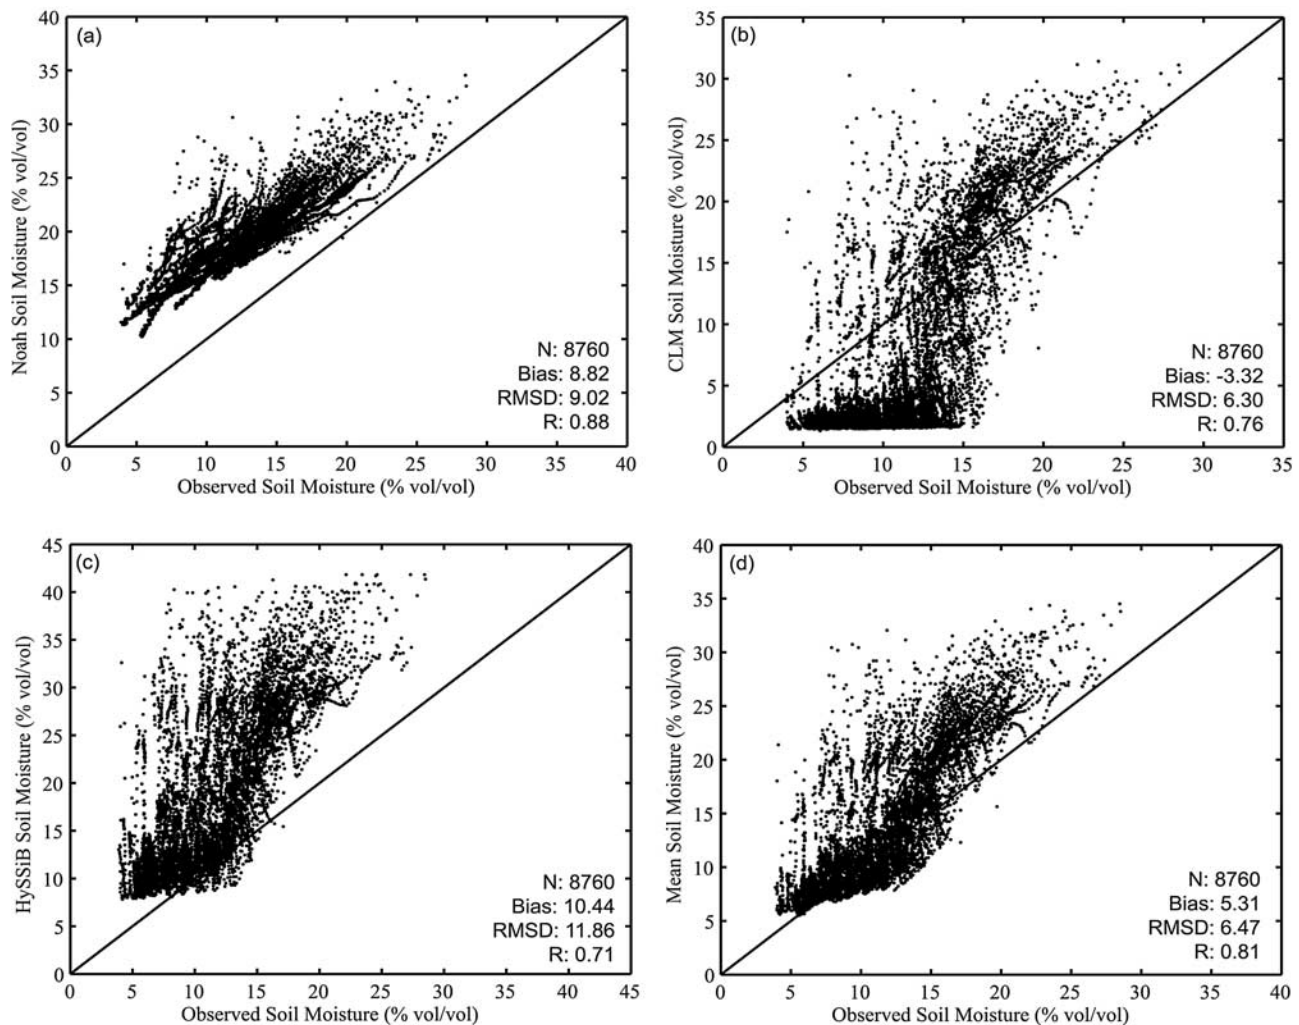 (a)
40
35
30
25
20
15
10
5
0
Noah Soil Moisture (% vol/vol)
N: 8760
Bias: 8.82
RMSD: 9.02
R: 0.88
0 5 10 15 20 25 30 35 40
Observed Soil Moisture (% vol/vol)
(b)
35
30
25
20
15
10
5
0
CLM Soil Moisture (% vol/vol)
N: 8760
Bias: -3.32
RMSD: 6.30
R: 0.76
0 5 10 15 20 25 30 35
Observed Soil Moisture (% vol/vol)
(c)
45
40
35
30
25
20
15
10
5
0
HySSiB Soil Moisture (% vol/vol)
N: 8760
Bias: 10.44
RMSD: 11.86
R: 0.71
0 5 10 15 20 25 30 35 40 45
Observed Soil Moisture (% vol/vol)
(d)
40
35
30
25
20
15
10
5
0
Mean Soil Moisture (% vol/vol)
N: 8760
Bias: 5.31
RMSD: 6.47
R: 0.81
0 5 10 15 20 25 30 35 40
Observed Soil Moisture (% vol/vol)